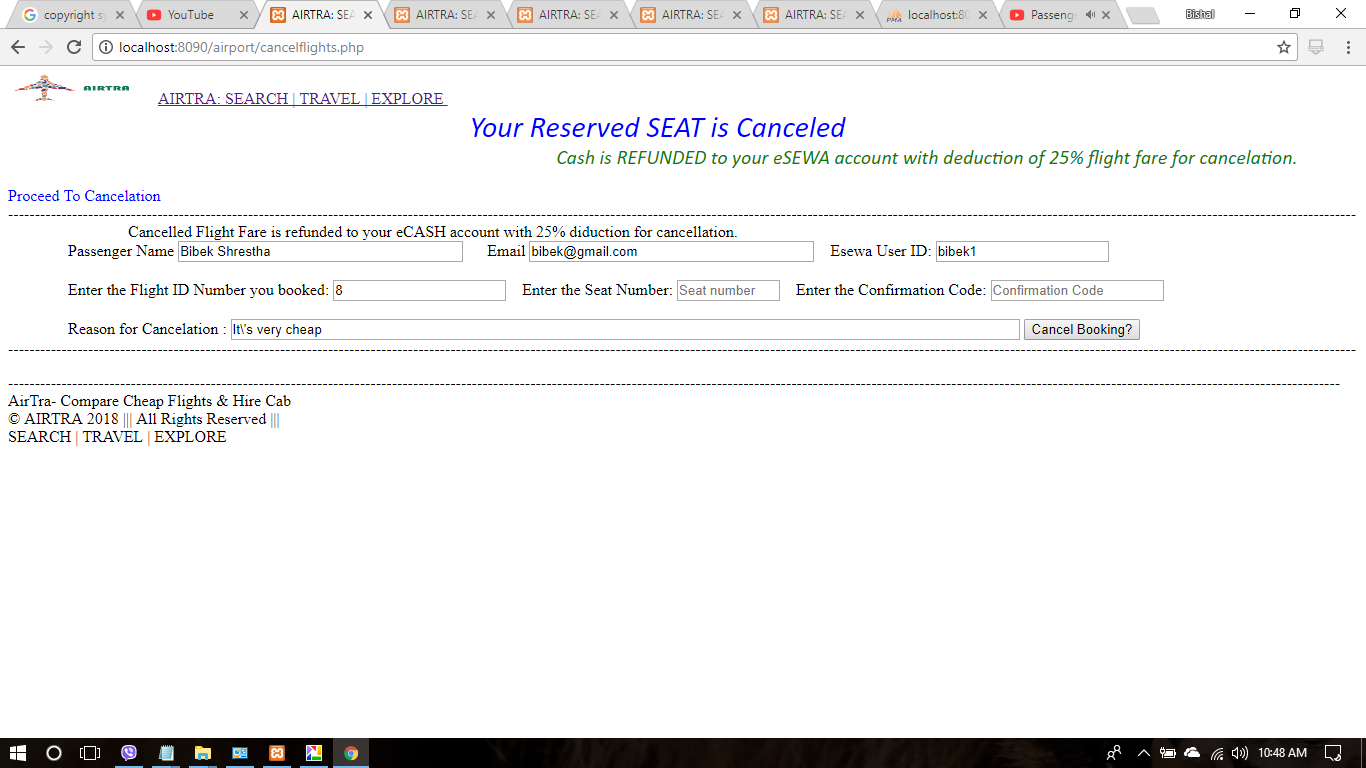 copyright sy
YouTube
AIRTRA: SEA
AIRTRA: SEA
AIRTRA: SEA
AIRTRA: SEA
AIRTRA: SEA
PMA localhost:80
Passenge
Bishal
localhost:8090/airport/cancelflights.php
AIRTRA
AIRTRA: SEARCH | TRAVEL | EXPLORE
Your Reserved SEAT is Canceled
Cash is REFUNDED to your eSEWA account with deduction of 25% flight fare for cancelation.
Proceed To Cancelation
Cancelled Flight Fare is refunded to your eCASH account with 25% diduction for cancellation.
Passenger Name Bibek Shrestha Email bibek@gmail.com Esewa User ID: bibek1
Enter the Flight ID Number you booked: 8 Enter the Seat Number: Seat number Enter the Confirmation Code: Confirmation Code
Reason for Cancelation : It\'s very cheap Cancel Booking?
AirTra- Compare Cheap Flights & Hire Cab
© AIRTRA 2018 ||| All Rights Reserved |||
SEARCH | TRAVEL | EXPLORE
10:48 AM